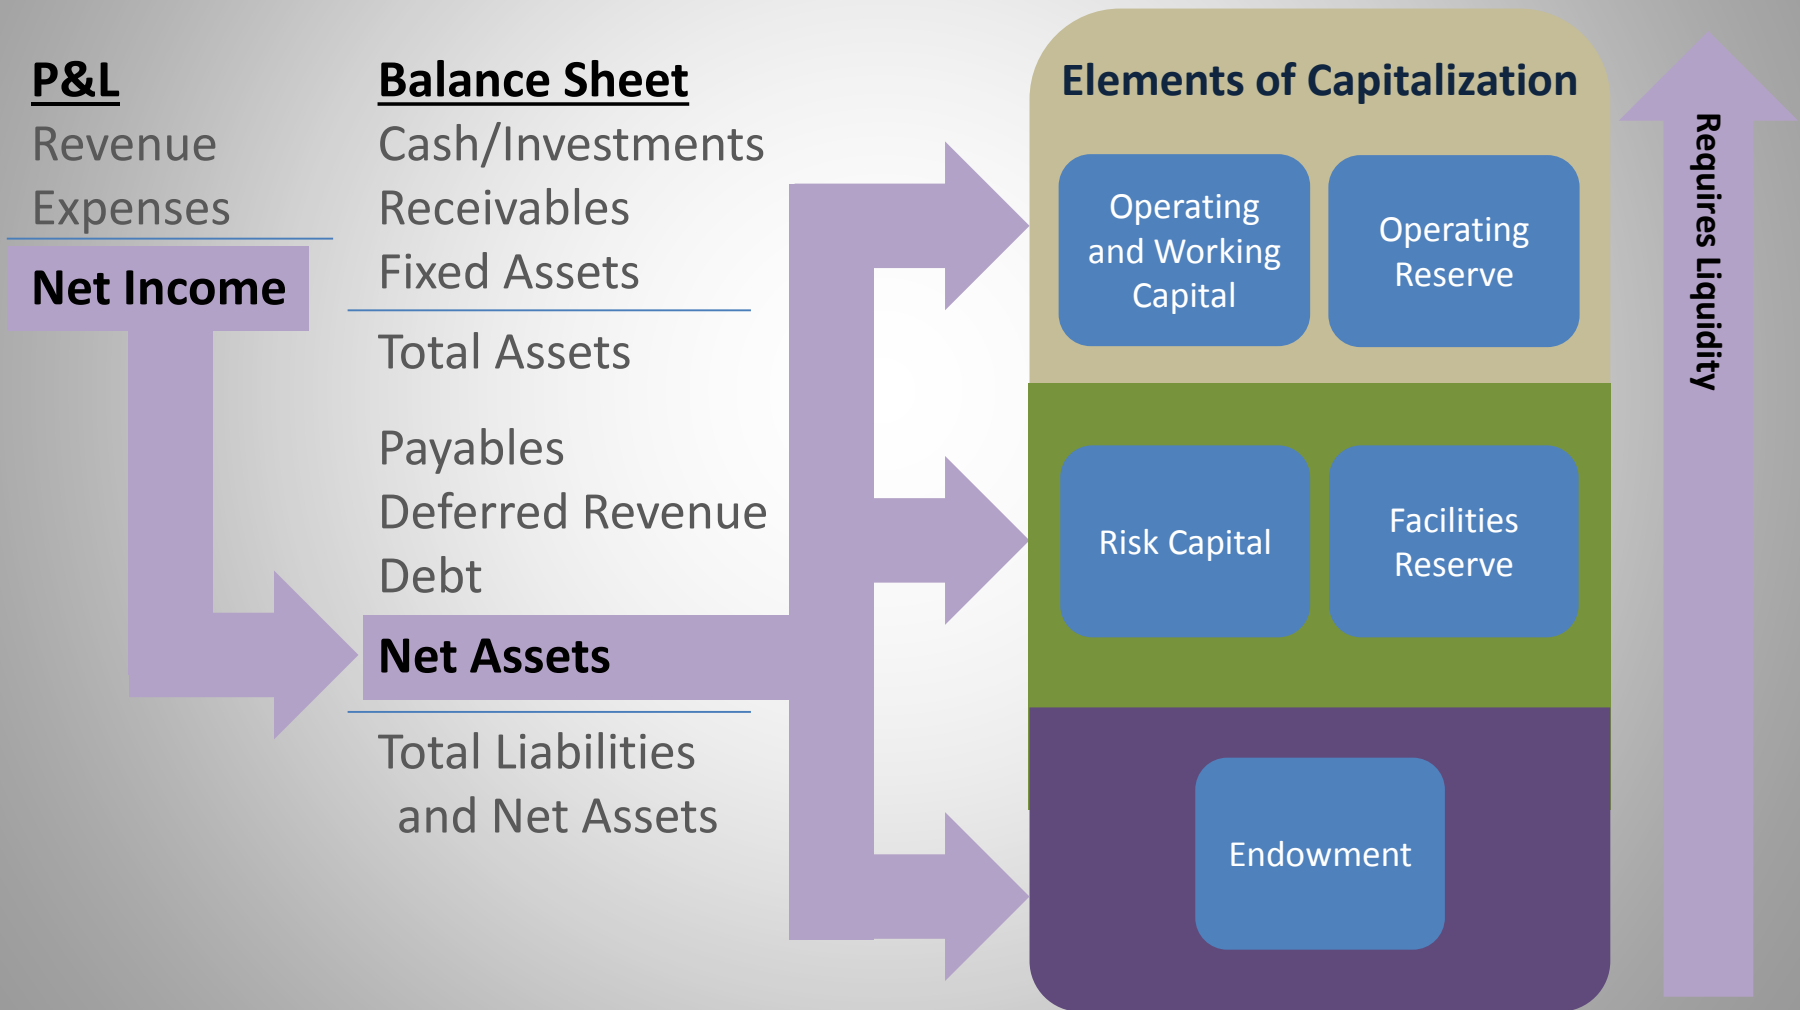 P&L
Revenue
Expenses
Net Income
Balance Sheet
Cash/Investments
Receivables
Fixed Assets
Total Assets
Payables
Deferred Revenue
Debt
Net Assets
Total Liabilities
and Net Assets
Elements of Capitalization
Operating
and Working
Capital
Operating
Reserve
Risk Capital
Facilities
Reserve
Endowment
Requires Liquidity